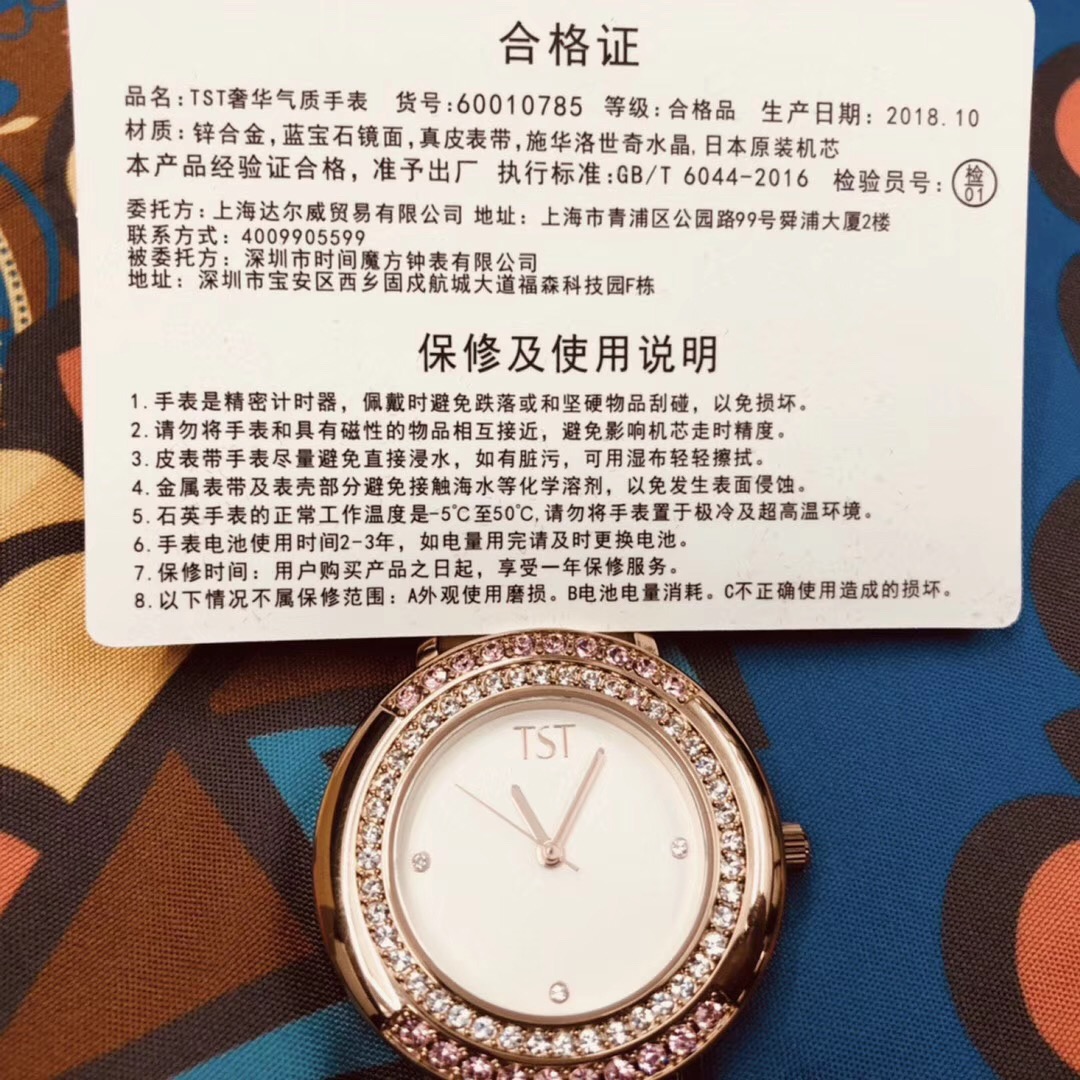 合格证
品名:TST奢华气质手表 货号:60010785 等级:合格品 生产日期: 2018.10
材质:锌合金,蓝宝石镜面,真皮表带,施华洛世奇水晶,日本原装机芯
本产品经验证合格,准予出厂 执行标准:GB/T 6044-2016 检验员号: 检01
委托方:上海达尔威贸易有限公司 地址: 上海市青浦区公园路99号舜浦大厦2楼
联系方式: 4009905599
被委托方: 深圳市时间魔方钟表有限公司
地址: 深圳市宝安区西乡固戍航城大道福森科技园F栋
保修及使用说明
1.手表是精密计时器，佩戴时避免跌落或和坚硬物品刮碰，以免损坏。
2.请勿将手表和具有磁性的物品相互接近，避免影响机芯走时精度。
3.皮表带手表尽量避免直接浸水，如有脏污，可用湿布轻轻擦拭。
4.金属表带及表壳部分避免接触海水等化学溶剂，以免发生表面侵蚀。
5.石英手表的正常工作温度是-5℃至50℃,请勿将手表置于极冷及超高温环境。
6.手表电池使用时间2-3年，如电量用完请及时更换电池。
7.保修时间：用户购买产品之日起，享受一年保修服务。
8.以下情况不属保修范围：A外观使用磨损。B电池电量消耗。C不正确使用造成的损坏。
TST